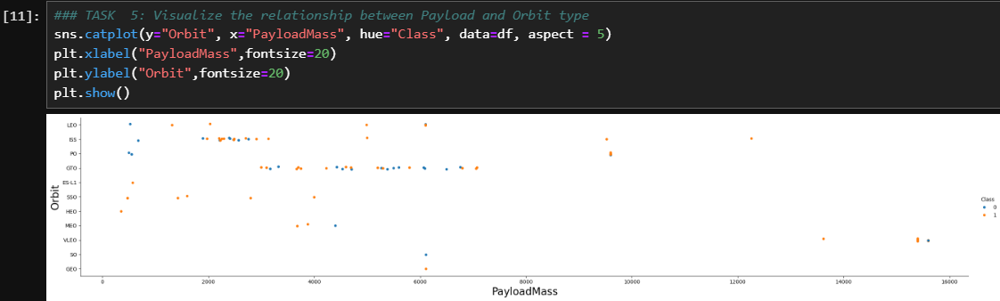 [11]:
### TASK  5: Visualize the relationship between Payload and Orbit type
sns.catplot(y="Orbit", x="PayloadMass", hue="Class", data=df, aspect = 5)
plt.xlabel("PayloadMass",fontsize=20)
plt.ylabel("Orbit",fontsize=20)
plt.show()
LEO
ISS
PO
GTO
ES-L1
SSO
HEO
MEO
VLEO
SO
GEO
Orbit
Class
0
1
0 2000 4000 6000 8000 10000 12000 14000 16000
PayloadMass